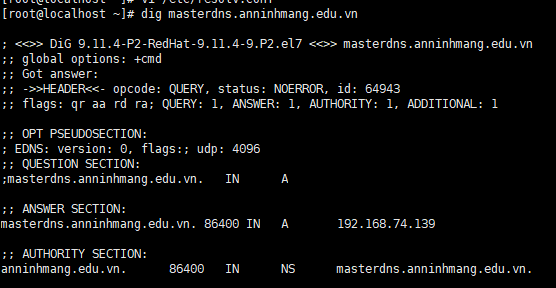 [root@localhost ~]# vi /etc/resolv.conf
[root@localhost ~]# dig masterdns.anninhmang.edu.vn
; <<>> DiG 9.11.4-P2-RedHat-9.11.4-9.P2.el7 <<>> masterdns.anninhmang.edu.vn
;; global options: +cmd
;; Got answer:
;; ->>HEADER<<- opcode: QUERY, status: NOERROR, id: 64943
;; flags: qr aa rd ra; QUERY: 1, ANSWER: 1, AUTHORITY: 1, ADDITIONAL: 1
;; OPT PSEUDOSECTION:
; EDNS: version: 0, flags:; udp: 4096
;; QUESTION SECTION:
;masterdns.anninhmang.edu.vn. IN A
;; ANSWER SECTION:
masterdns.anninhmang.edu.vn. 86400 IN A 192.168.74.139
;; AUTHORITY SECTION:
anninhmang.edu.vn. 86400 IN NS masterdns.anninhmang.edu.vn.